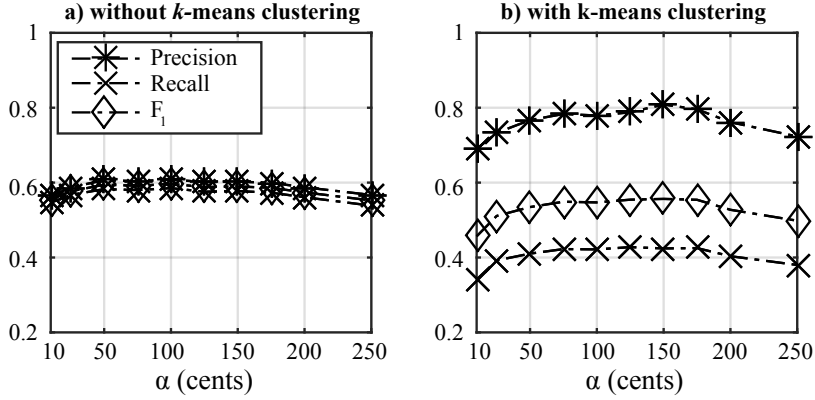 a) without k-means clustering
1
0.8
0.6
0.4
0.2
Precision
Recall
F1
10 50 100 150 200 250
α (cents)
b) with k-means clustering
1
0.8
0.6
0.4
0.2
10 50 100 150 200 250
α (cents)